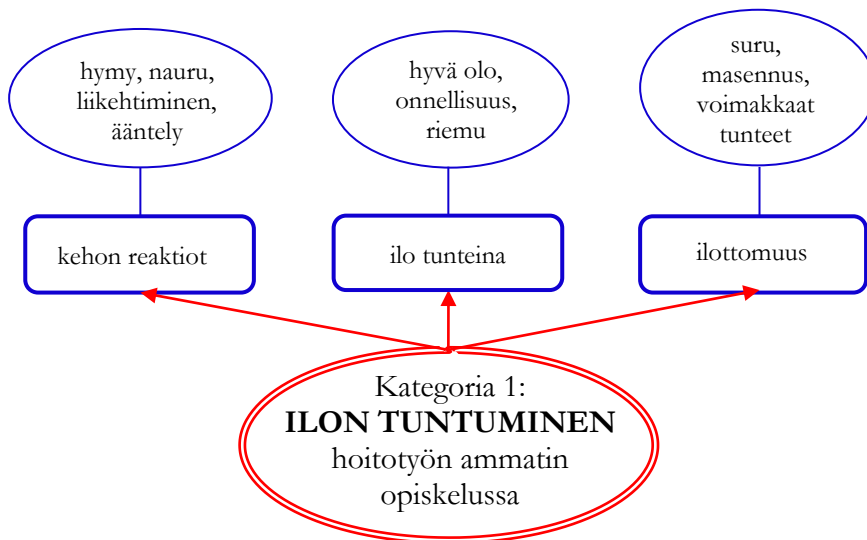 hymy, nauru,
liikehtiminen,
ääntely
hyvä olo,
onnellisuus,
riemu
suru,
masennus,
voimakkaat
tunteet
kehon reaktiot
ilo tunteina
ilottomuus
Kategoria 1:
ILON TUNTUMINEN
hoitotyön ammatin
opiskelussa